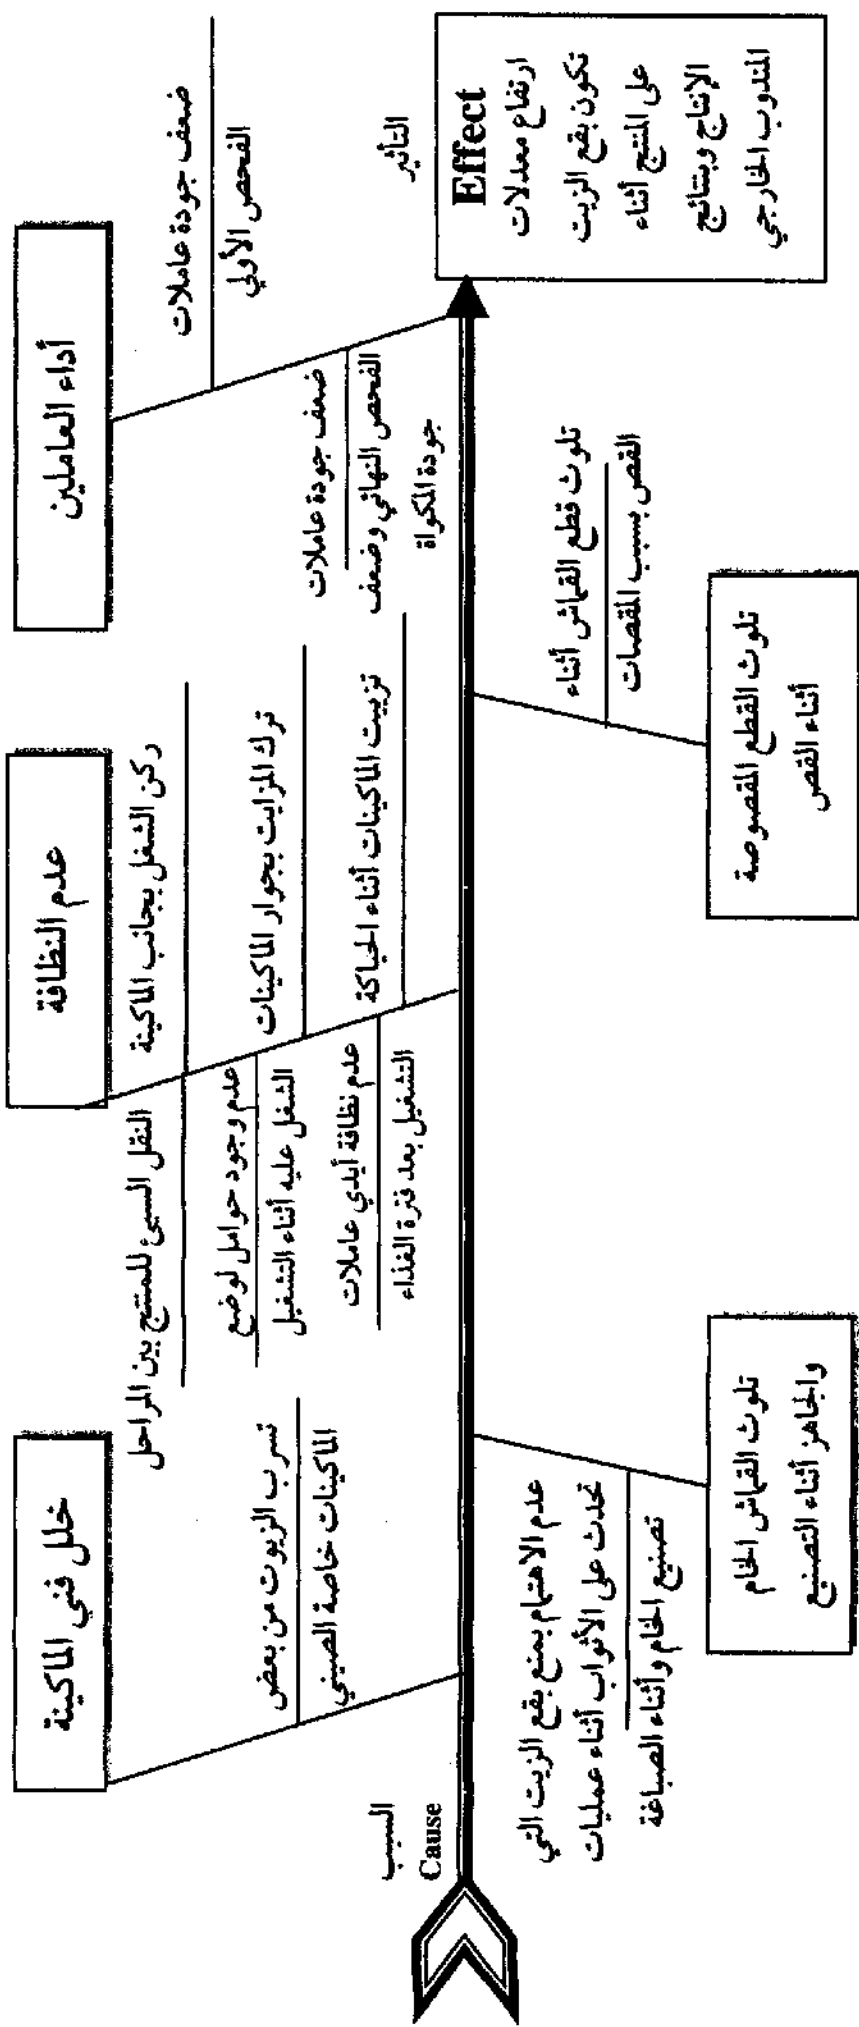 أداء العاملين
عدم النظافة
خلل فني الماكينة
ضعف جودة عاملات
الفحص الأولي
ضعف جودة عاملات
الفحص النهائي وضعف
جودة المكواة
ركن الشغل بجانب الماكينة
ترك المزايت بجوار الماكينات
تزييت الماكينات أثناء الحياكة
النقل السيئ للمنتج بين المراحل
عدم وجود حوامل لوضع
الشغل عليه أثناء التشغيل
عدم نظافة أيدي عاملات
التشغيل بعد فترة الغذاء
تسرب الزيوت من بعض
الماكينات خاصة الصيني
التأثير
Effect
ارتفاع معدلات
تكون بقع الزيت
على المنتج أثناء
الإنتاج وبنتائج
المندوب الخارجي
السبب
Cause
تلوث قطع القماش أثناء
القص بسبب المقصات
عدم الاهتمام بمنع بقع الزيت التي
تحدث على الأثواب أثناء عمليات
تصنيع الخام وأثناء الصباغة
تلوث القطع المقصوصة
أثناء القص
تلوث القماش الخام
والجاهز أثناء التصنيع